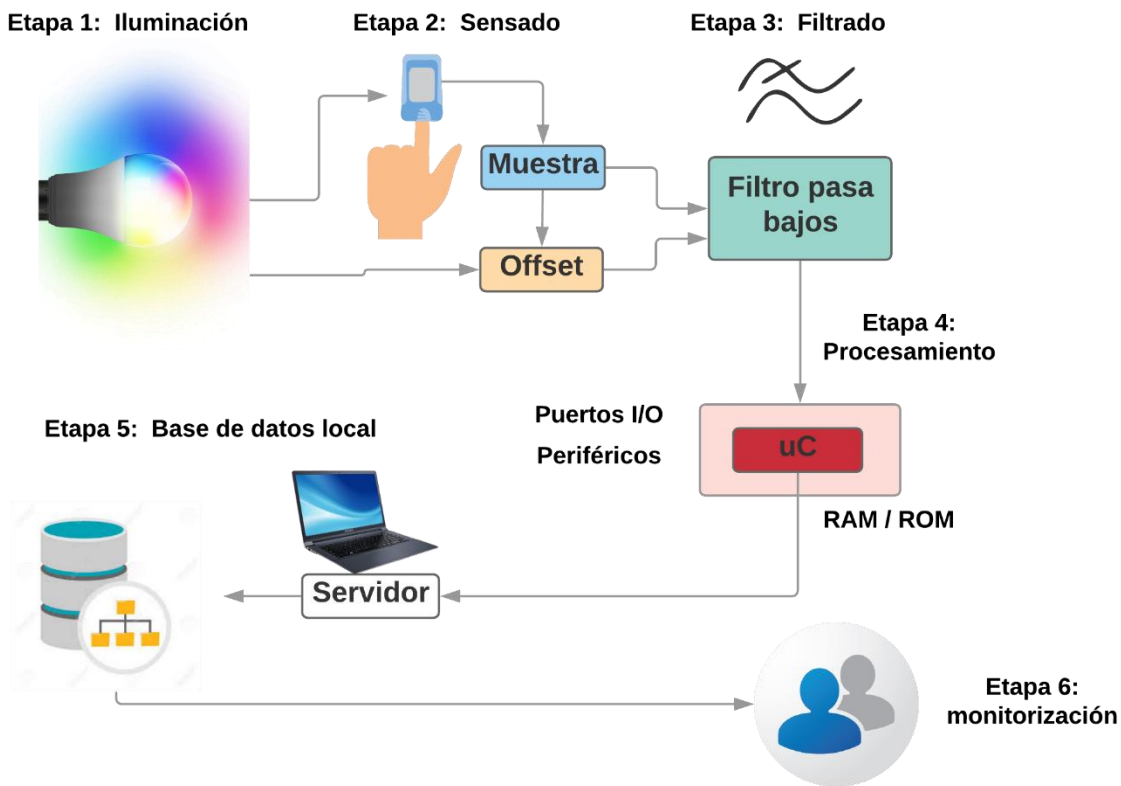 Etapa 1:  Iluminación
Etapa 2:  Sensado
Etapa 3:  Filtrado
Muestra
Offset
Filtro pasa
bajos
Etapa 4:
Procesamiento
Puertos I/O
Periféricos
uC
RAM / ROM
Etapa 5:  Base de datos local
Servidor
Etapa 6:
monitorización